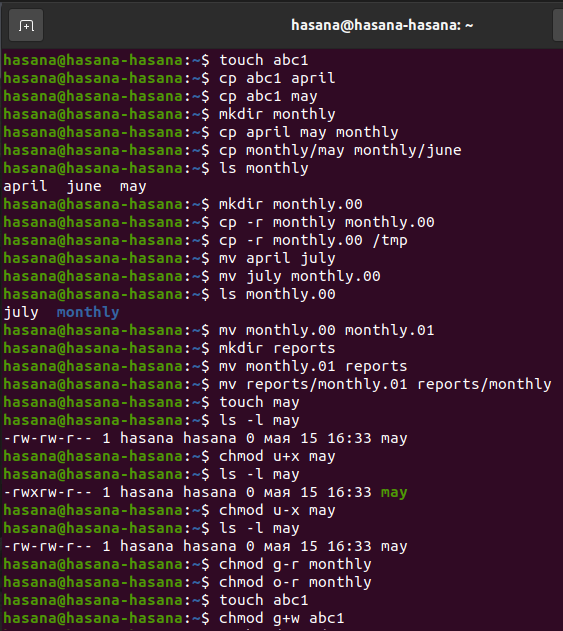 hasana@hasana-hasana: ~
hasana@hasana-hasana:~$ touch abc1
hasana@hasana-hasana:~$ cp abc1 april
hasana@hasana-hasana:~$ cp abc1 may
hasana@hasana-hasana:~$ mkdir monthly
hasana@hasana-hasana:~$ cp april may monthly
hasana@hasana-hasana:~$ cp monthly/may monthly/june
hasana@hasana-hasana:~$ ls monthly
april  june  may
hasana@hasana-hasana:~$ mkdir monthly.00
hasana@hasana-hasana:~$ cp -r monthly monthly.00
hasana@hasana-hasana:~$ cp -r monthly.00 /tmp
hasana@hasana-hasana:~$ mv april july
hasana@hasana-hasana:~$ mv july monthly.00
hasana@hasana-hasana:~$ ls monthly.00
july  monthly
hasana@hasana-hasana:~$ mv monthly.00 monthly.01
hasana@hasana-hasana:~$ mkdir reports
hasana@hasana-hasana:~$ mv monthly.01 reports
hasana@hasana-hasana:~$ mv reports/monthly.01 reports/monthly
hasana@hasana-hasana:~$ touch may
hasana@hasana-hasana:~$ ls -l may
-rw-rw-r-- 1 hasana hasana 0 мая 15 16:33 may
hasana@hasana-hasana:~$ chmod u+x may
hasana@hasana-hasana:~$ ls -l may
-rwxrw-r-- 1 hasana hasana 0 мая 15 16:33 may
hasana@hasana-hasana:~$ chmod u-x may
hasana@hasana-hasana:~$ ls -l may
-rw-rw-r-- 1 hasana hasana 0 мая 15 16:33 may
hasana@hasana-hasana:~$ chmod g-r monthly
hasana@hasana-hasana:~$ chmod o-r monthly
hasana@hasana-hasana:~$ touch abc1
hasana@hasana-hasana:~$ chmod g+w abc1